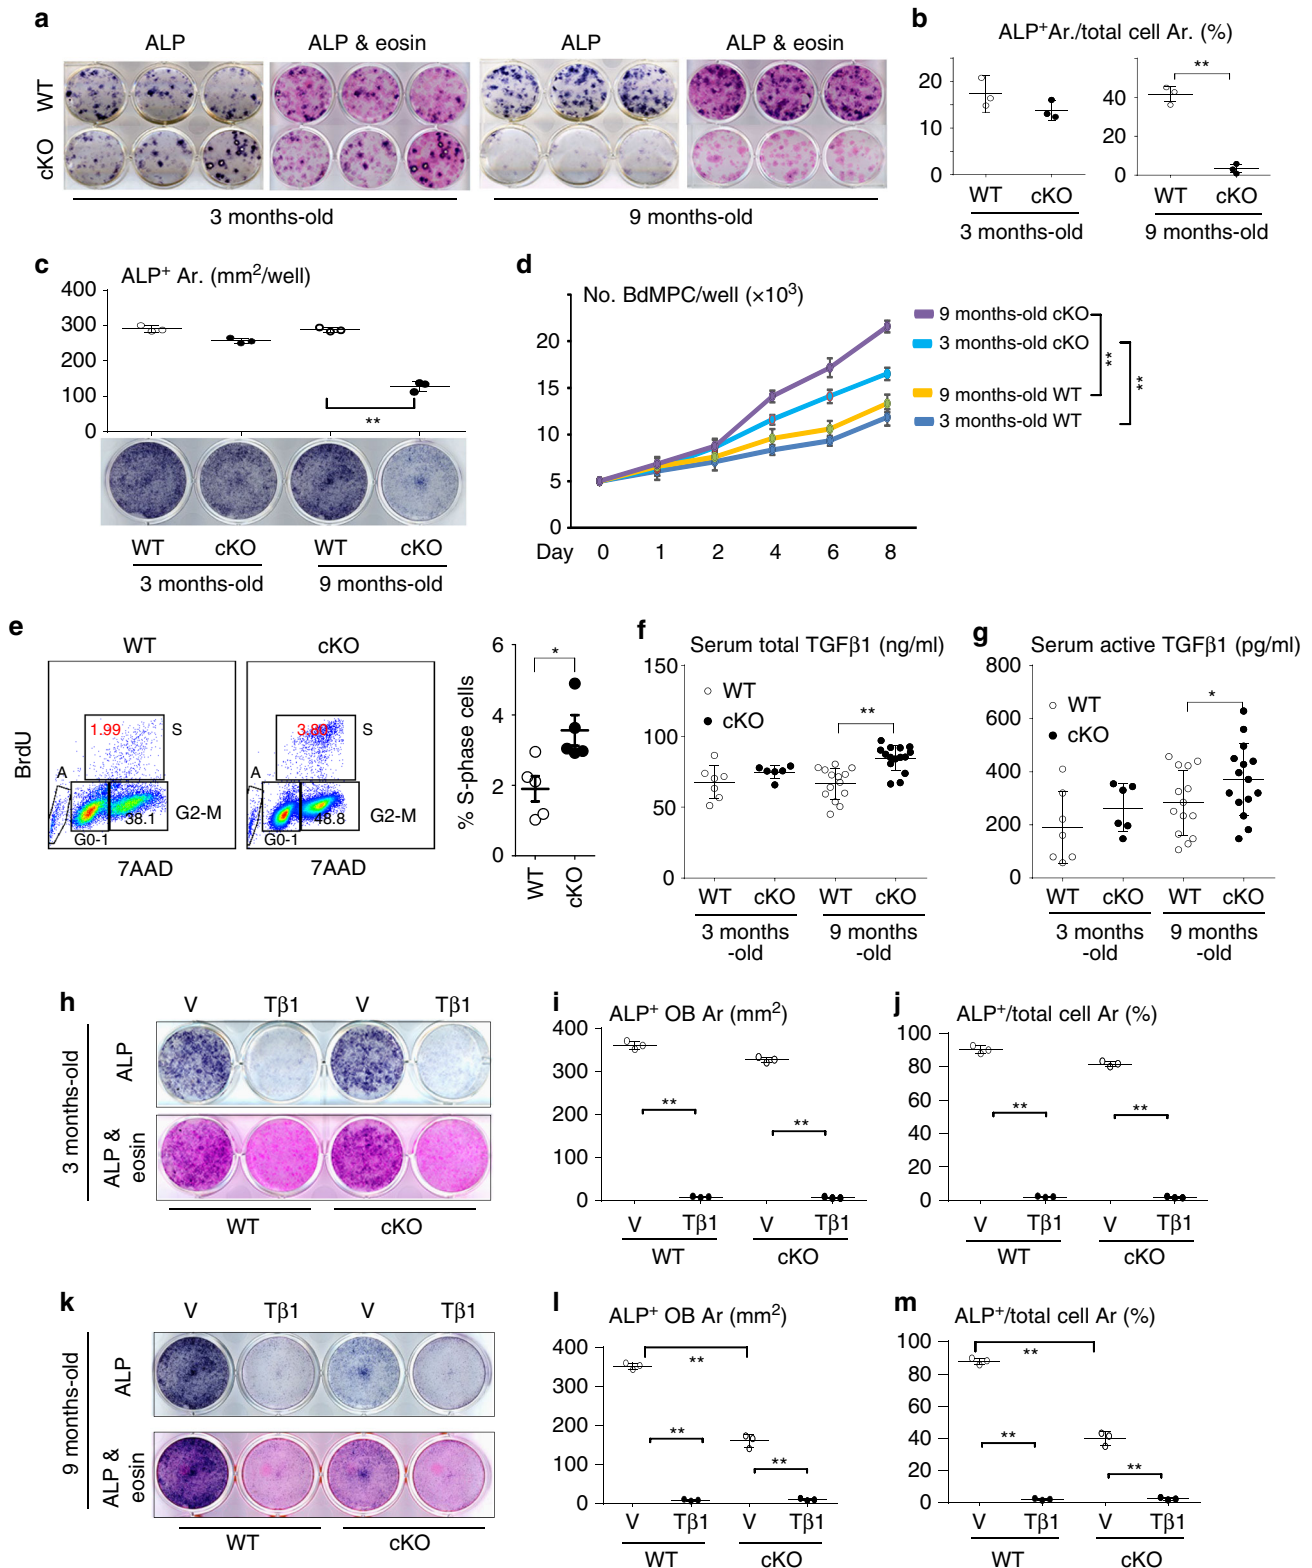 a
ALP
ALP & eosin
ALP
ALP & eosin
WT
cKO
3 months-old
9 months-old
b
ALP⁺Ar./total cell Ar. (%)
20
10
0
WT
cKO
3 months-old
**
40
20
0
WT
cKO
9 months-old
c
ALP⁺ Ar. (mm²/well)
400
300
200
100
0
**
WT
cKO
WT
cKO
3 months-old
9 months-old
d
No. BdMPC/well (×10³)
20
15
10
5
0
Day 0 1 2 4 6 8
9 months-old cKO
3 months-old cKO
9 months-old WT
3 months-old WT
**
**
e
WT
cKO
BrdU
1.99
S
A
38.1
G2-M
G0-1
7AAD
3.80
S
A
48.8
G2-M
G0-1
7AAD
% S-phase cells
6
4
2
0
*
WT
cKO
f
Serum total TGFβ1 (ng/ml)
150
100
50
0
WT
cKO
**
WT
cKO
WT
cKO
3 months
-old
9 months
-old
g
Serum active TGFβ1 (pg/ml)
800
600
400
200
0
WT
cKO
*
WT
cKO
WT
cKO
3 months
-old
9 months
-old
h
V
Tβ1
V
Tβ1
3 months-old
ALP
ALP &
eosin
WT
cKO
i
ALP⁺ OB Ar (mm²)
400
300
200
100
0
**
**
V
Tβ1
V
Tβ1
WT
cKO
j
ALP⁺/total cell Ar (%)
100
80
60
40
20
0
**
**
V
Tβ1
V
Tβ1
WT
cKO
k
V
Tβ1
V
Tβ1
9 months-old
ALP
ALP &
eosin
WT
cKO
l
ALP⁺ OB Ar (mm²)
400
300
200
100
0
**
**
**
V
Tβ1
V
Tβ1
WT
cKO
m
ALP⁺/total cell Ar (%)
100
80
60
40
20
0
**
**
**
V
Tβ1
V
Tβ1
WT
cKO